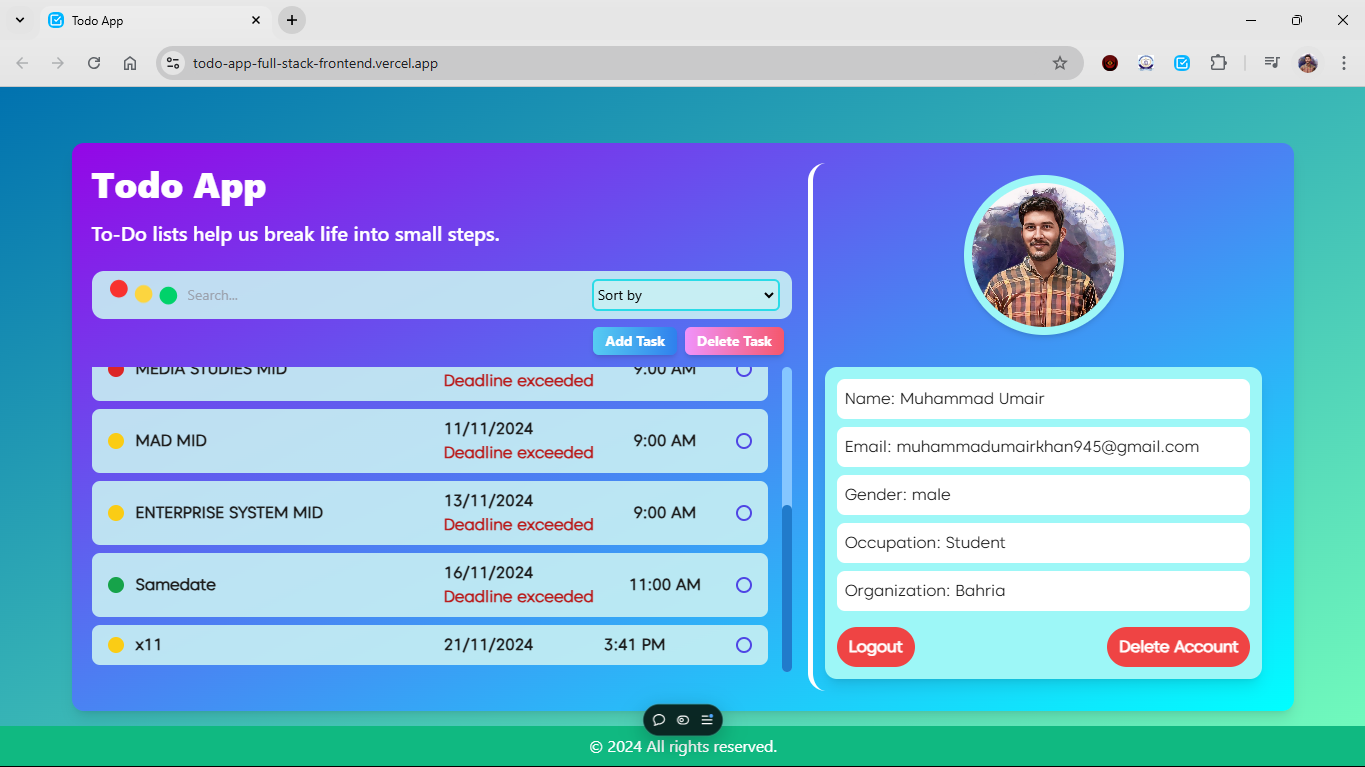 Todo App
todo-app-full-stack-frontend.vercel.app
Todo App
To-Do lists help us break life into small steps.
Search...
Sort by
Add Task
Delete Task
MEDIA STUDIES MID
Deadline exceeded
9:00 AM
MAD MID
11/11/2024
Deadline exceeded
9:00 AM
ENTERPRISE SYSTEM MID
13/11/2024
Deadline exceeded
9:00 AM
Samedate
16/11/2024
Deadline exceeded
11:00 AM
x11
21/11/2024
3:41 PM
Name: Muhammad Umair
Email: muhammadumairkhan945@gmail.com
Gender: male
Occupation: Student
Organization: Bahria
Logout
Delete Account
© 2024 All rights reserved.